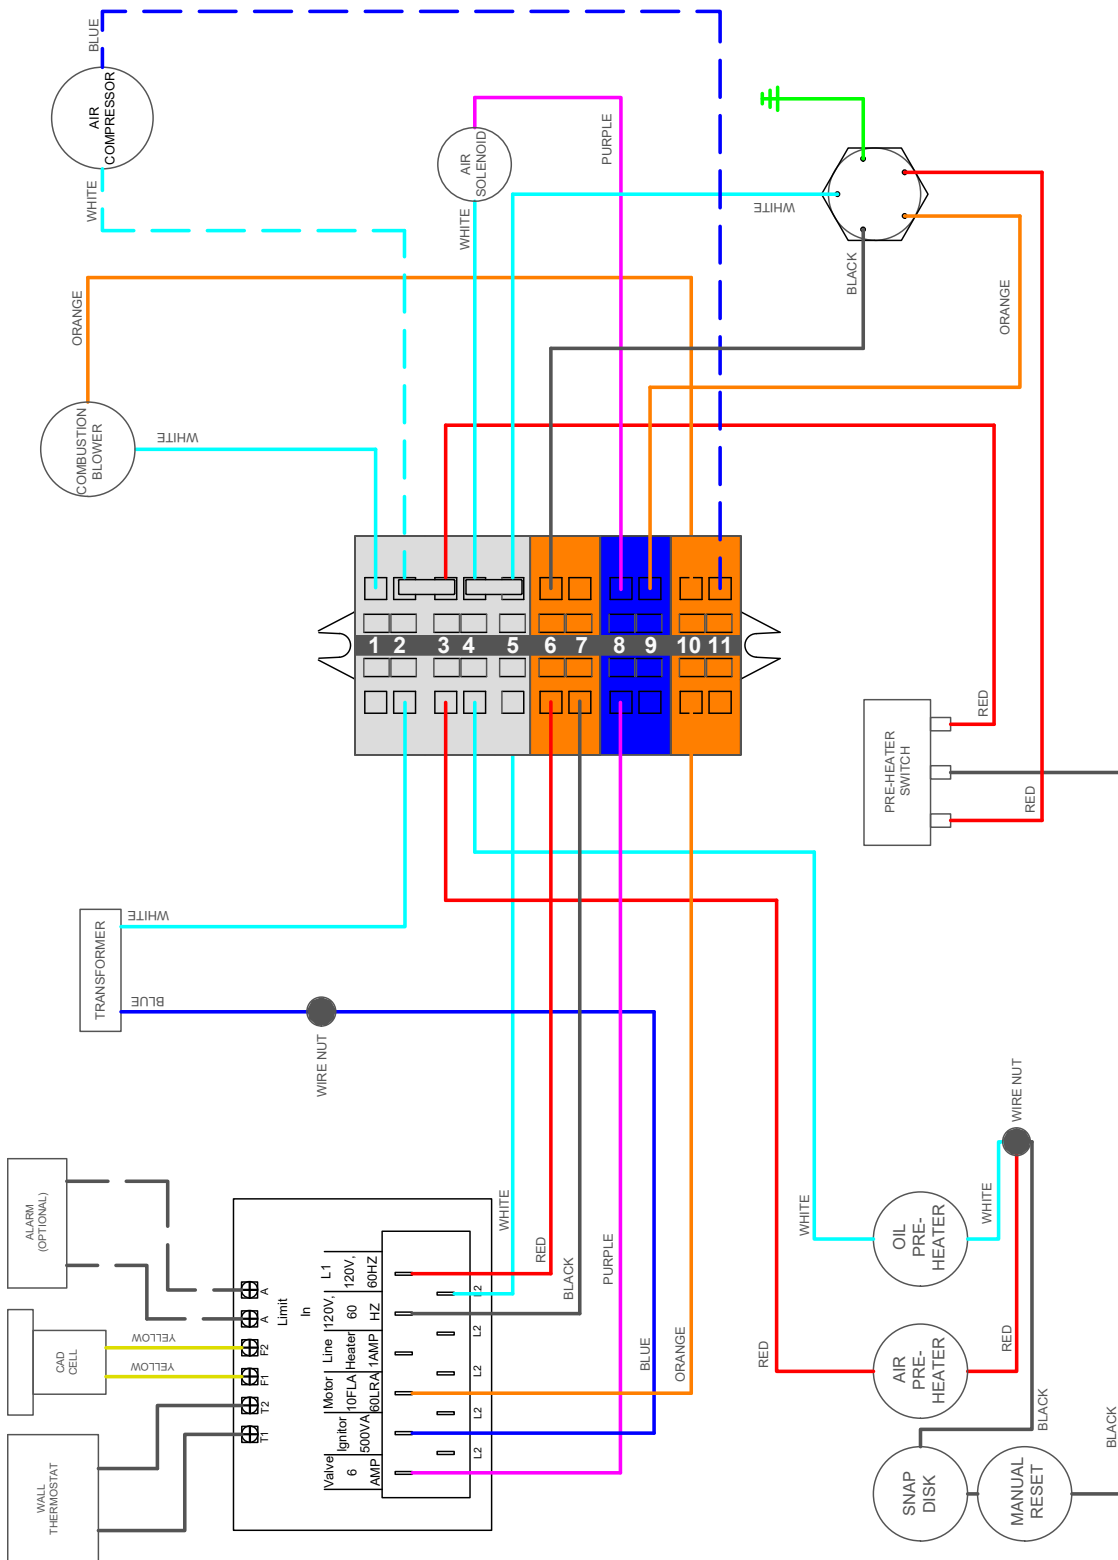 BLUE
AIR
COMPRESSOR
WHITE
AIR
SOLENOID
WHITE
PURPLE
WHITE
BLACK
ORANGE
ORANGE
COMBUSTION
BLOWER
WHITE
1 2 3 4 5 6 7 8 9 10 11
RED
PRE-HEATER
SWITCH
RED
TRANSFORMER
WHITE
BLUE
WIRE NUT
WIRE NUT
ALARM
(OPTIONAL)
CAD
CELL
YELLOW
YELLOW
WALL
THERMOSTAT
A
A
F2
F1
T2
T1
Limit
In
L1
120V,
60HZ
120V,
60
HZ
Line
Heater
1AMP
Motor
10FLA
60LRA
Ignitor
500VA
Valve
6
AMP
L2
L2
L2
L2
L2
WHITE
RED
BLACK
PURPLE
BLUE
ORANGE
WHITE
OIL
PRE-
HEATER
WHITE
RED
AIR
PRE-
HEATER
RED
BLACK
SNAP
DISK
MANUAL
RESET
BLACK